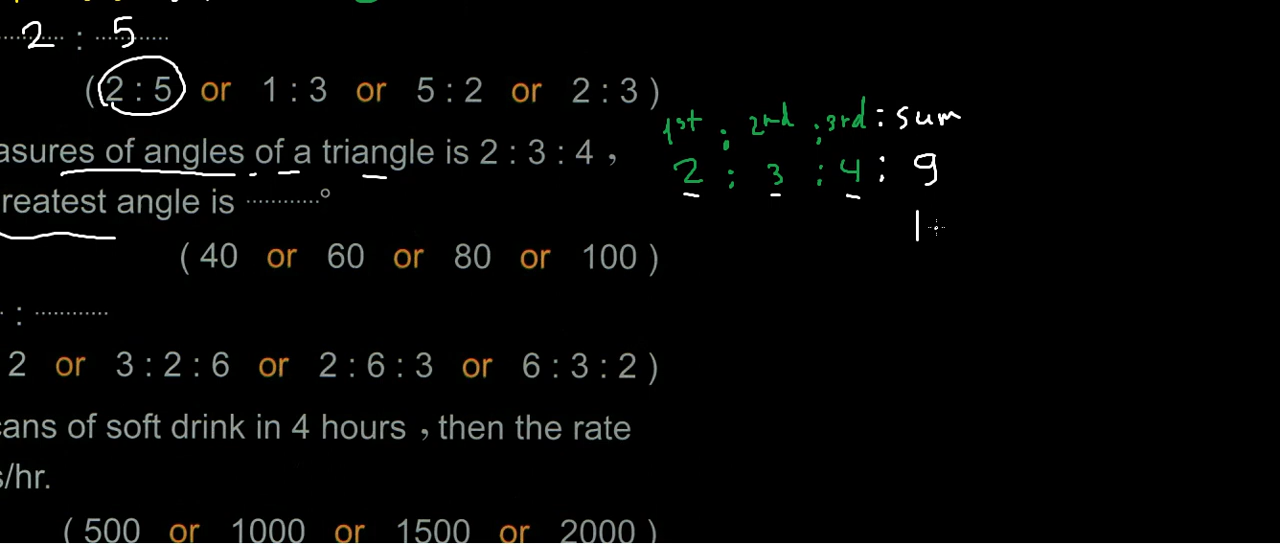 2 : 5
(2 : 5 or 1 : 3 or 5 : 2 or 2 : 3 )
1st ; 2nd ; 3rd : sum
asures of angles of a triangle is 2 : 3 : 4 ,
2 ; 3 : 4 : 9
reatest angle is ............°
( 40 or 60 or 80 or 100 )
: ............
2 or 3 : 2 : 6 or 2 : 6 : 3 or 6 : 3 : 2 )
cans of soft drink in 4 hours , then the rate
s/hr.
( 500 or 1000 or 1500 or 2000 )